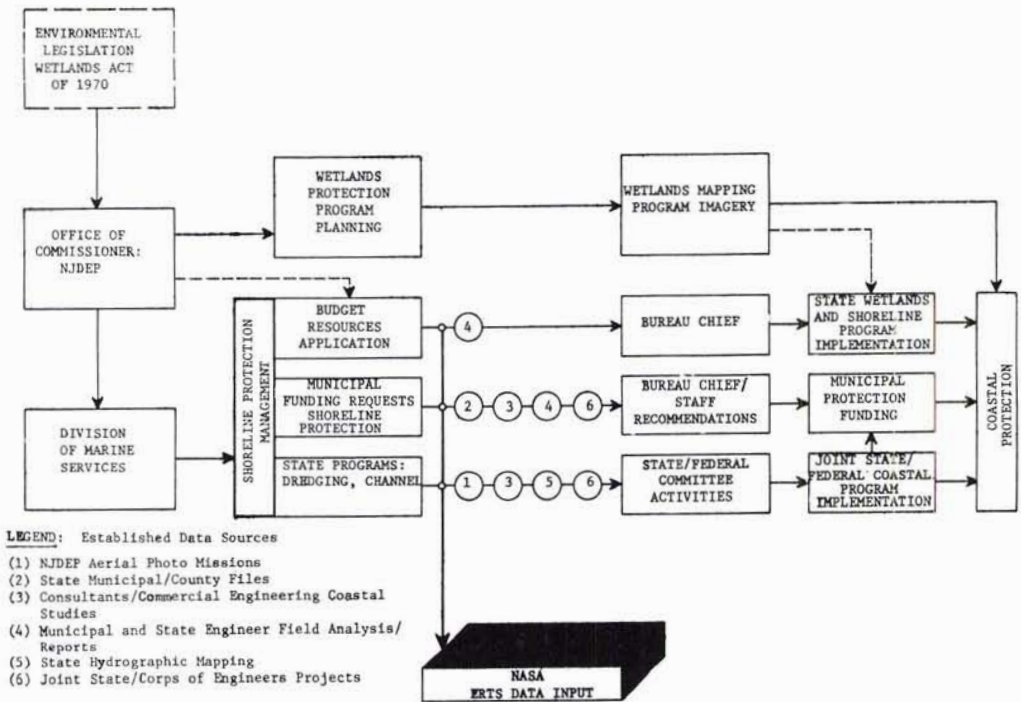 ENVIRONMENTAL
LEGISLATION
WETLANDS ACT
OF 1970
OFFICE OF
COMMISSIONER:
NJDEP
DIVISION
OF MARINE
SERVICES
WETLANDS
PROTECTION
PROGRAM
PLANNING
WETLANDS MAPPING
PROGRAM IMAGERY
SHORELINE PROTECTION
MANAGEMENT
BUDGET
RESOURCES
APPLICATION
4
BUREAU CHIEF
STATE WETLANDS
AND SHORELINE
PROGRAM
IMPLEMENTATION
MUNICIPAL
FUNDING REQUESTS
SHORELINE
PROTECTION
2 3 4 6
BUREAU CHIEF/
STAFF
RECOMMENDATIONS
MUNICIPAL
PROTECTION
FUNDING
STATE PROGRAMS:
DREDGING, CHANNEL
1 3 5 6
STATE/FEDERAL
COMMITTEE
ACTIVITIES
JOINT STATE/
FEDERAL COASTAL
PROGRAM
IMPLEMENTATION
COASTAL
PROTECTION
LEGEND: Established Data Sources
(1) NJDEP Aerial Photo Missions
(2) State Municipal/County Files
(3) Consultants/Commercial Engineering Coastal
Studies
(4) Municipal and State Engineer Field Analysis/
Reports
(5) State Hydrographic Mapping
(6) Joint State/Corps of Engineers Projects
NASA
ERTS DATA INPUT